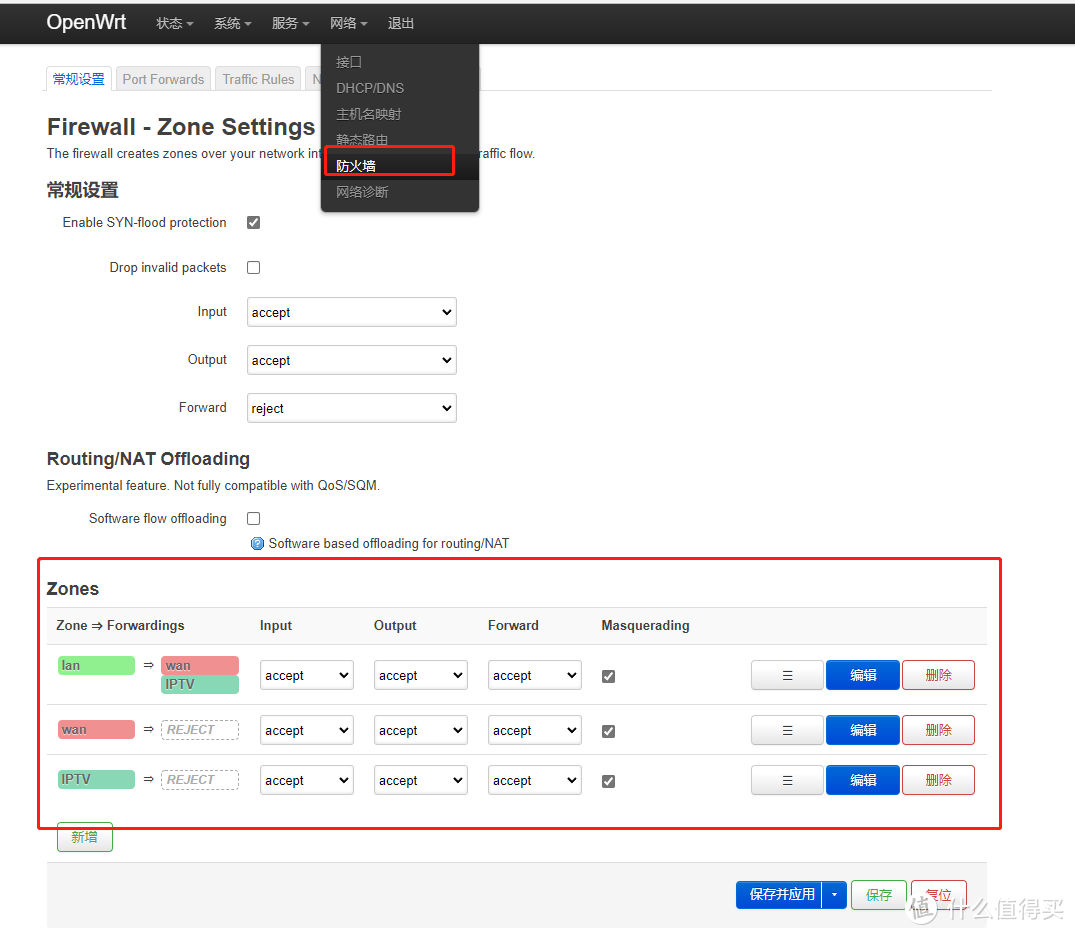 OpenWrt 状态 系统 服务 网络 退出
接口
DHCP/DNS
主机名映射
静态路由
防火墙
网络诊断
常规设置 Port Forwards Traffic Rules N
Firewall - Zone Settings
The firewall creates zones over your network int raffic flow.
常规设置
Enable SYN-flood protection
Drop invalid packets
Input accept
Output accept
Forward reject
Routing/NAT Offloading
Experimental feature. Not fully compatible with QoS/SQM.
Software flow offloading
Software based offloading for routing/NAT
Zones
Zone ⇒ Forwardings Input Output Forward Masquerading
lan ⇒ wan IPTV accept accept accept ☰ 编辑 删除
wan ⇒ REJECT accept accept accept ☰ 编辑 删除
IPTV ⇒ REJECT accept accept accept ☰ 编辑 删除
新增
保存并应用 保存 复位
值 什么值得买